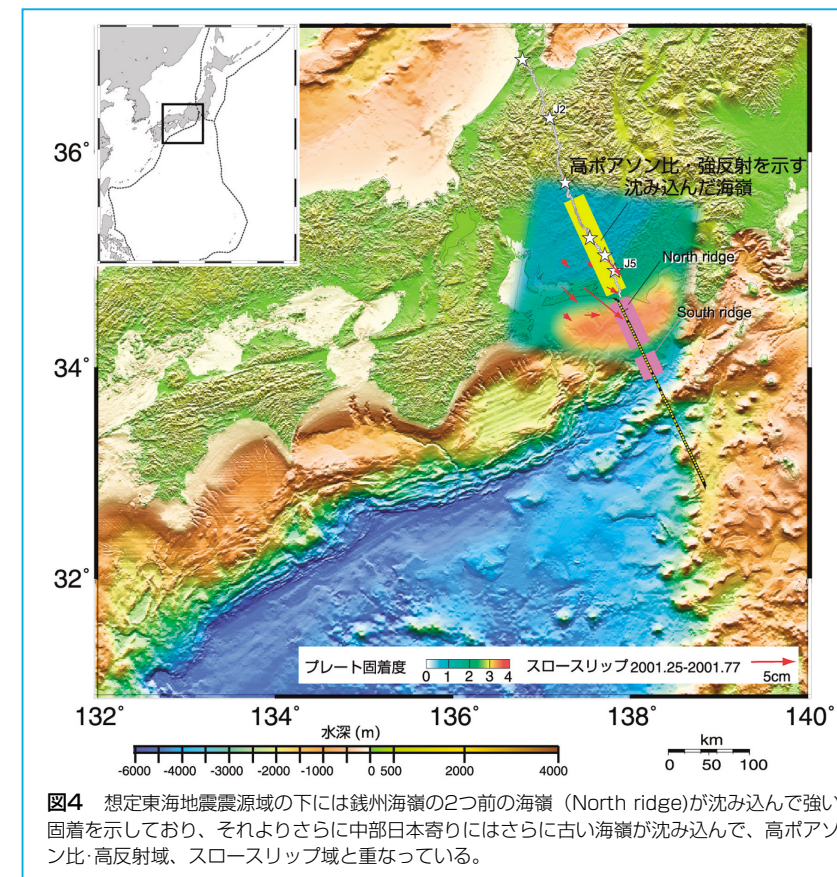 36˚
34˚
32˚
132˚ 134˚ 136˚ 138˚ 140˚
J2
高ポアソン比・強反射を示す
沈み込んだ海嶺
J5
North ridge
South ridge
プレート固着度
0 1 2 3 4
スロースリップ 2001.25-2001.77
5cm
水深 (m)
-6000 -4000 -3000 -2000 -1000 0 500 2000 4000
km
0 50 100
図4 想定東海地震震源域の下には銭州海嶺の2つ前の海嶺（North ridge)が沈み込んで強い
固着を示しており、それよりさらに中部日本寄りにはさらに古い海嶺が沈み込んで、高ポアソ
ン比・高反射域、スロースリップ域と重なっている。